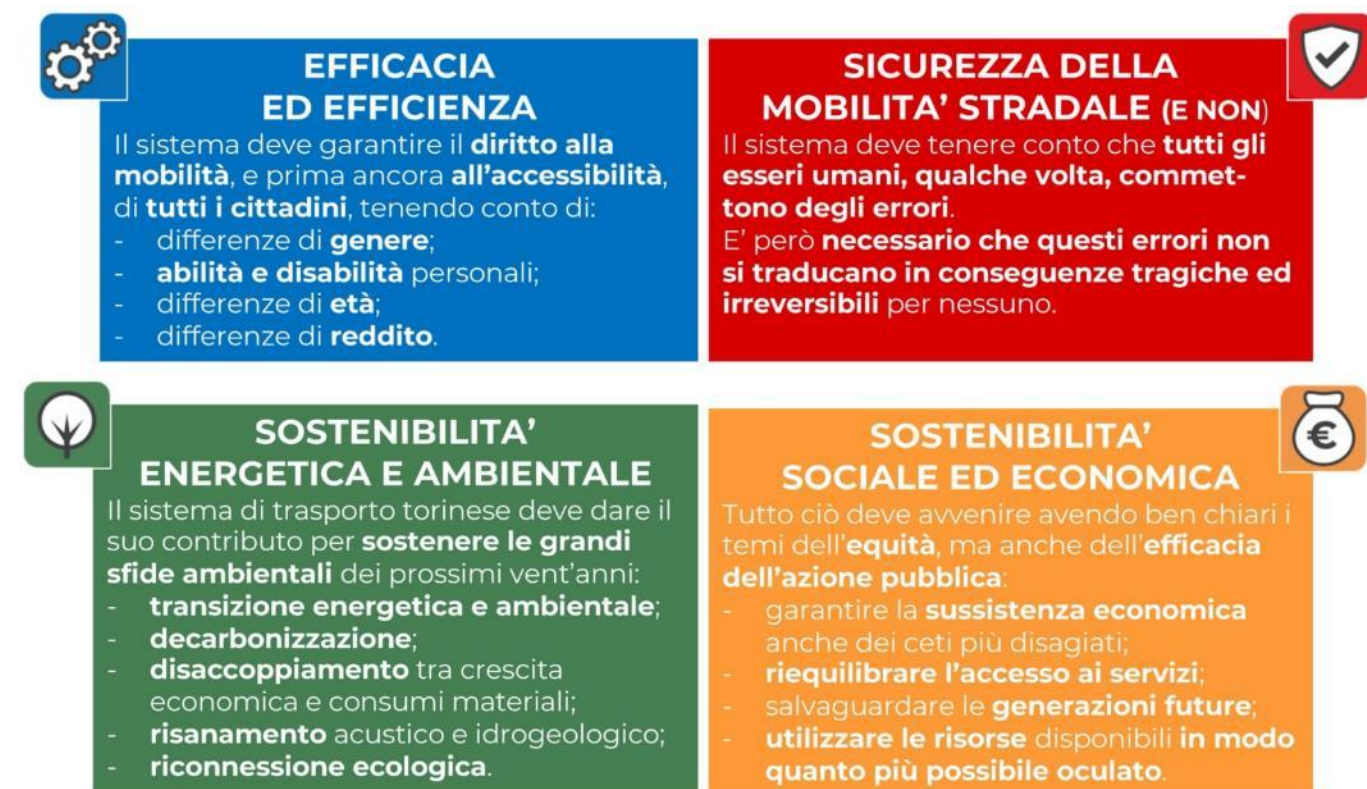 EFFICACIA
ED EFFICIENZA
Il sistema deve garantire il diritto alla
mobilità, e prima ancora all'accessibilità,
di tutti i cittadini, tenendo conto di:
- differenze di genere;
- abilità e disabilità personali;
- differenze di età;
- differenze di reddito.
SICUREZZA DELLA
MOBILITA' STRADALE (E NON)
Il sistema deve tenere conto che tutti gli
esseri umani, qualche volta, commet-
tono degli errori.
E' però necessario che questi errori non
si traducano in conseguenze tragiche ed
irreversibili per nessuno.
SOSTENIBILITA'
ENERGETICA E AMBIENTALE
Il sistema di trasporto torinese deve dare il
suo contributo per sostenere le grandi
sfide ambientali dei prossimi vent'anni:
- transizione energetica e ambientale;
- decarbonizzazione;
- disaccoppiamento tra crescita
economica e consumi materiali;
- risanamento acustico e idrogeologico;
- riconnessione ecologica.
€
SOSTENIBILITA'
SOCIALE ED ECONOMICA
Tutto ciò deve avvenire avendo ben chiari i
temi dell'equità, ma anche dell'efficacia
dell'azione pubblica:
- garantire la sussistenza economica
anche dei ceti più disagiati;
- riequilibrare l'accesso ai servizi;
- salvaguardare le generazioni future;
- utilizzare le risorse disponibili in modo
quanto più possibile oculato.